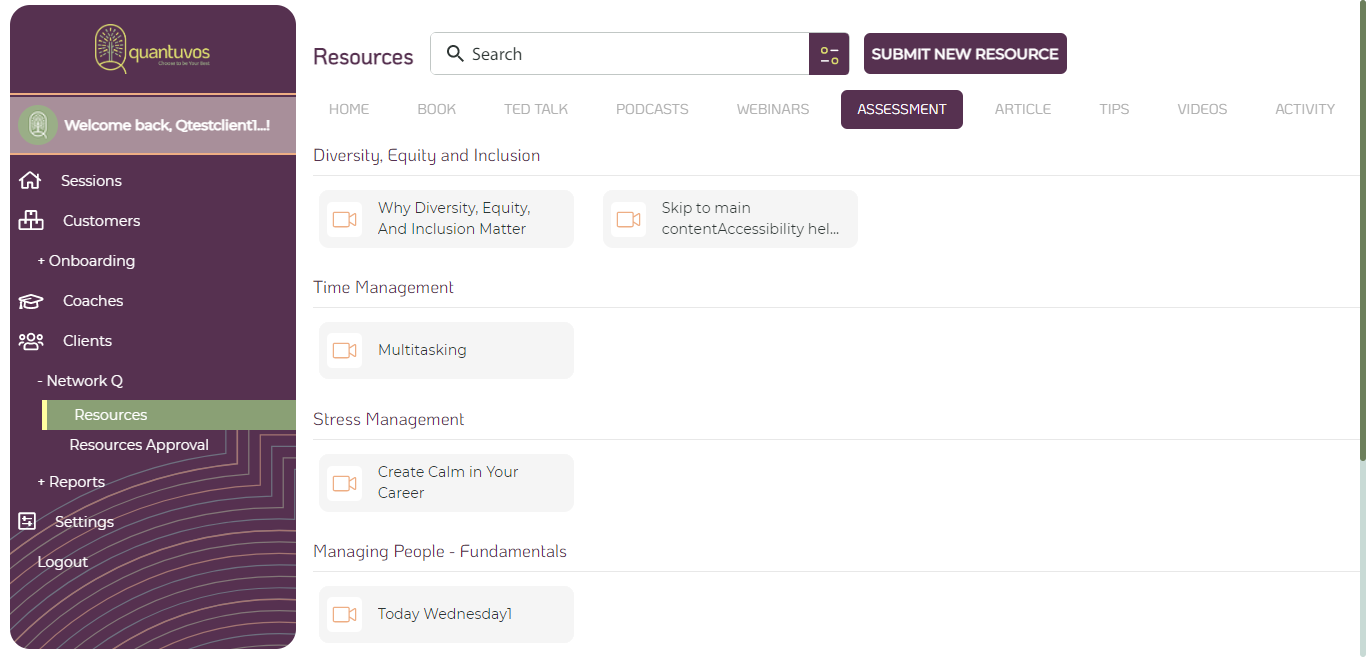 quantuvos
Choose to be Your Best
Welcome back, Qtestclient1...!
Sessions
Customers
+ Onboarding
Coaches
Clients
- Network Q
Resources
Resources Approval
+ Reports
Settings
Logout
Resources
Search
SUBMIT NEW RESOURCE
HOME BOOK TED TALK PODCASTS WEBINARS ASSESSMENT ARTICLE TIPS VIDEOS ACTIVITY
Diversity, Equity and Inclusion
Why Diversity, Equity,
And Inclusion Matter
Skip to main
contentAccessibility hel...
Time Management
Multitasking
Stress Management
Create Calm in Your
Career
Managing People - Fundamentals
Today Wednesday1